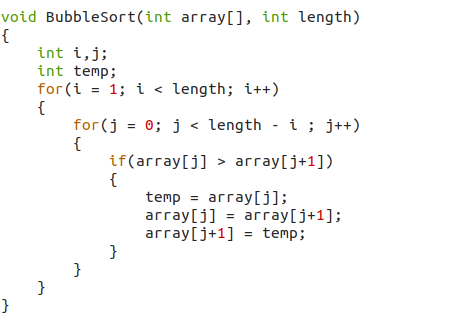 void BubbleSort(int array[], int length)
{
    int i,j;
    int temp;
    for(i = 1; i < length; i++)
    {
        for(j = 0; j < length - i ; j++)
        {
            if(array[j] > array[j+1])
            {
                temp = array[j];
                array[j] = array[j+1];
                array[j+1] = temp;
            }
        }
    }
}